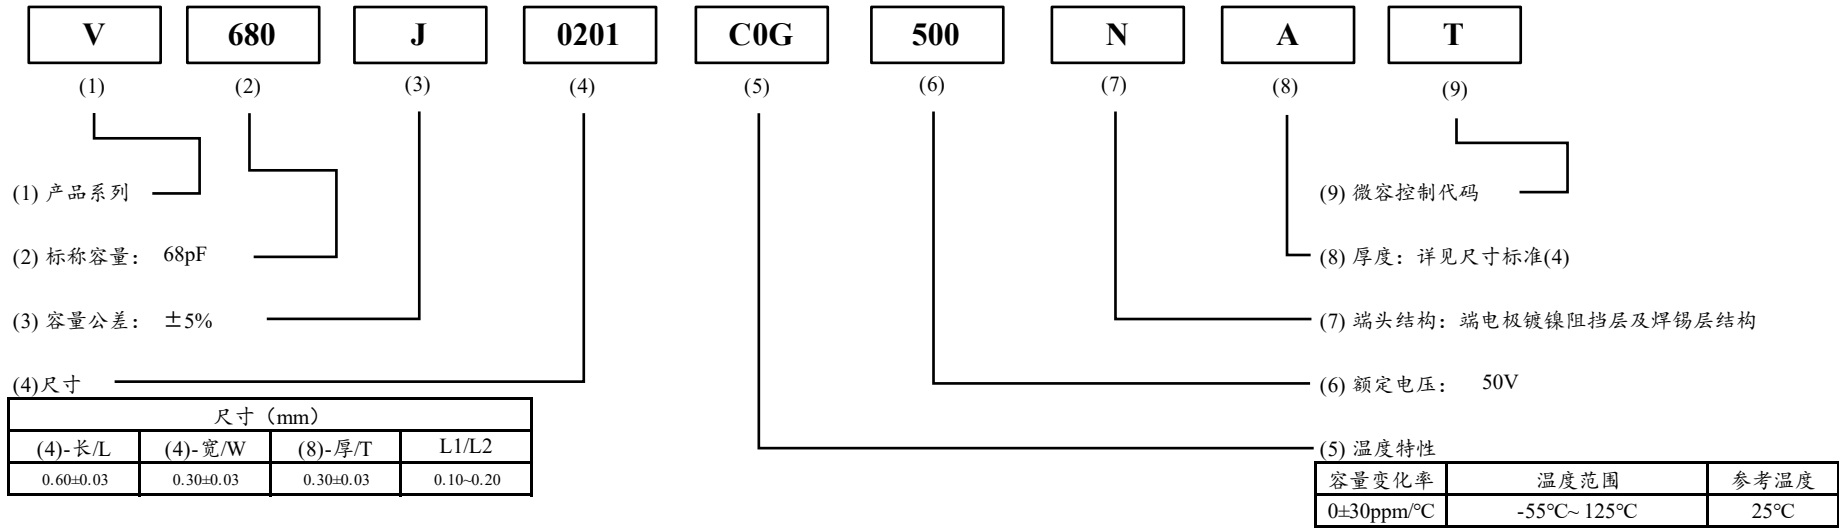 V 680 J 0201 C0G 500 N A T
(1) (2) (3) (4) (5) (6) (7) (8) (9)
(1) 产品系列
(9) 微容控制代码
(2) 标称容量： 68pF
(8) 厚度：详见尺寸标准(4)
(3) 容量公差： ±5%
(7) 端头结构：端电极镀镍阻挡层及焊锡层结构
(4)尺寸
(6) 额定电压： 50V
尺寸（mm）
(4)-长/L (4)-宽/W (8)-厚/T L1/L2
0.60±0.03 0.30±0.03 0.30±0.03 0.10~0.20
(5) 温度特性
容量变化率 温度范围 参考温度
0±30ppm/℃ -55℃~ 125℃ 25℃